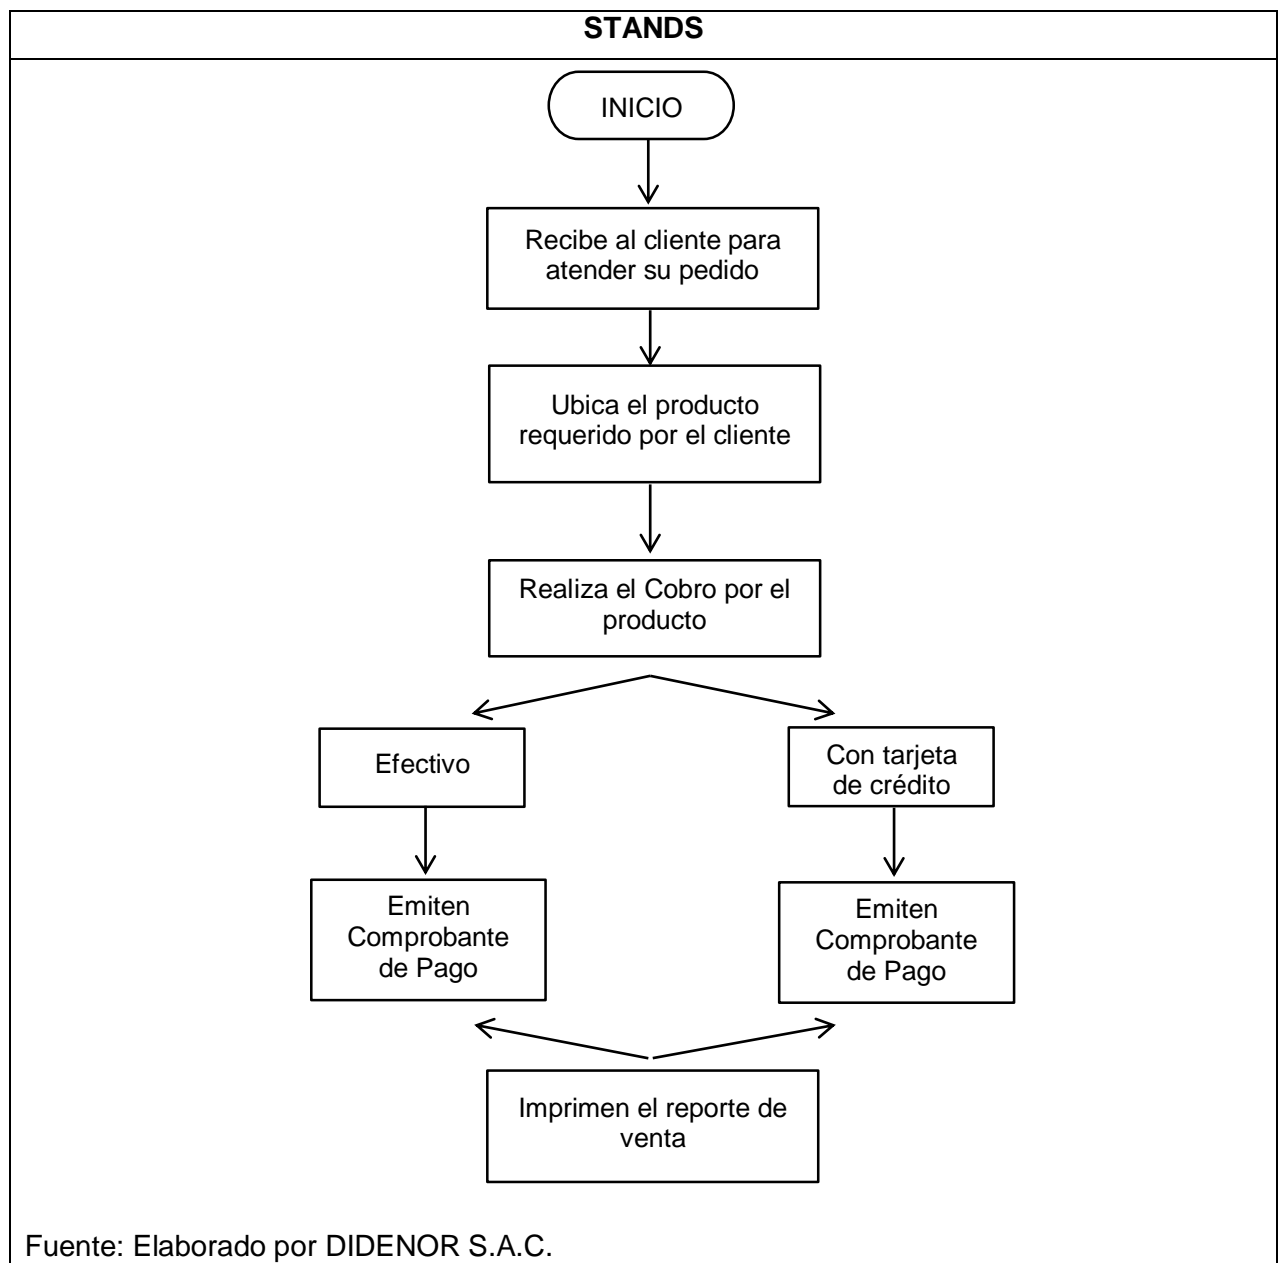 STANDS
INICIO
Recibe al cliente para
atender su pedido
Ubica el producto
requerido por el cliente
Realiza el Cobro por el
producto
Efectivo
Con tarjeta
de crédito
Emiten
Comprobante
de Pago
Emiten
Comprobante
de Pago
Imprimen el reporte de
venta
Fuente: Elaborado por DIDENOR S.A.C.